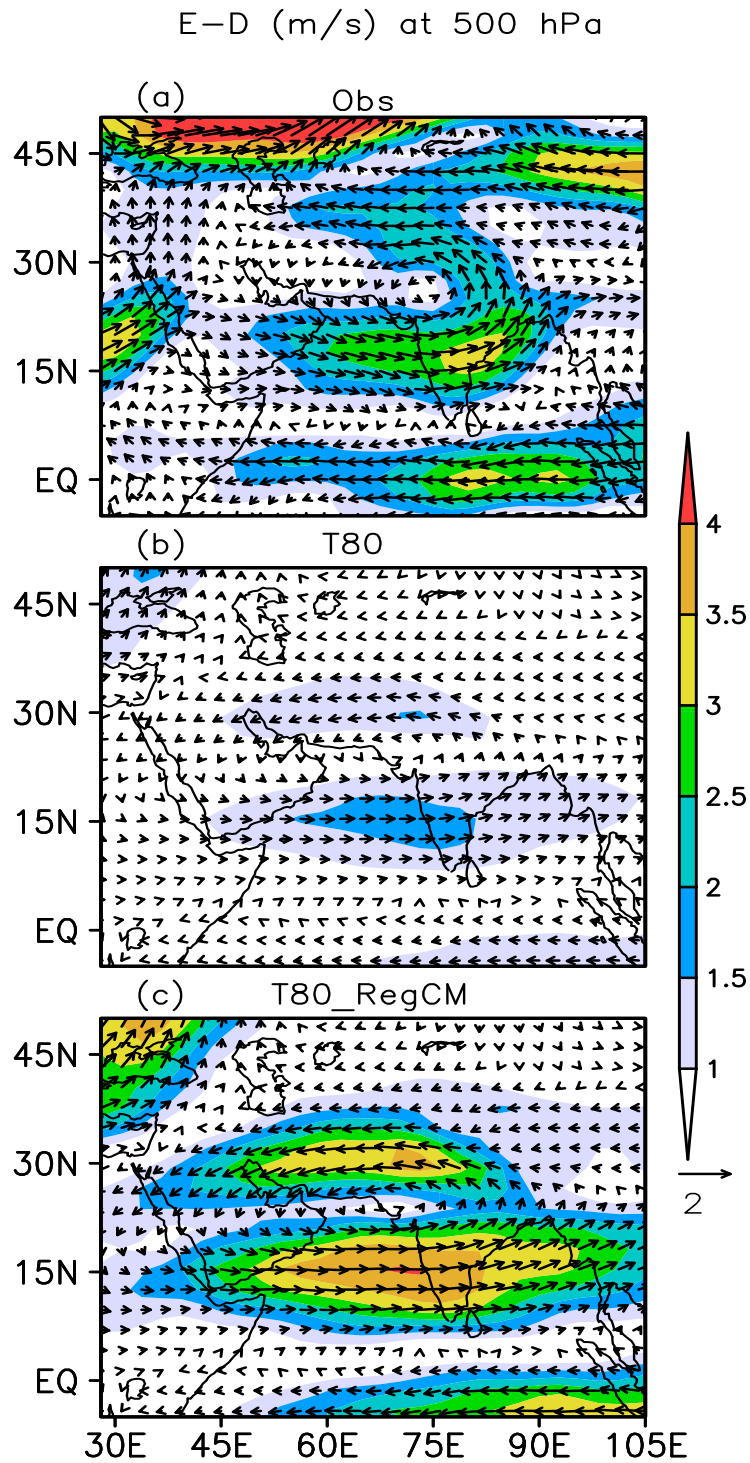 E−D (m/s) at 500 hPa
(a) Obs
45N
30N
15N
EQ
(b) T80
45N
30N
15N
EQ
(c) T80_RegCM
45N
30N
15N
EQ
30E 45E 60E 75E 90E 105E
4
3.5
3
2.5
2
1.5
1
2